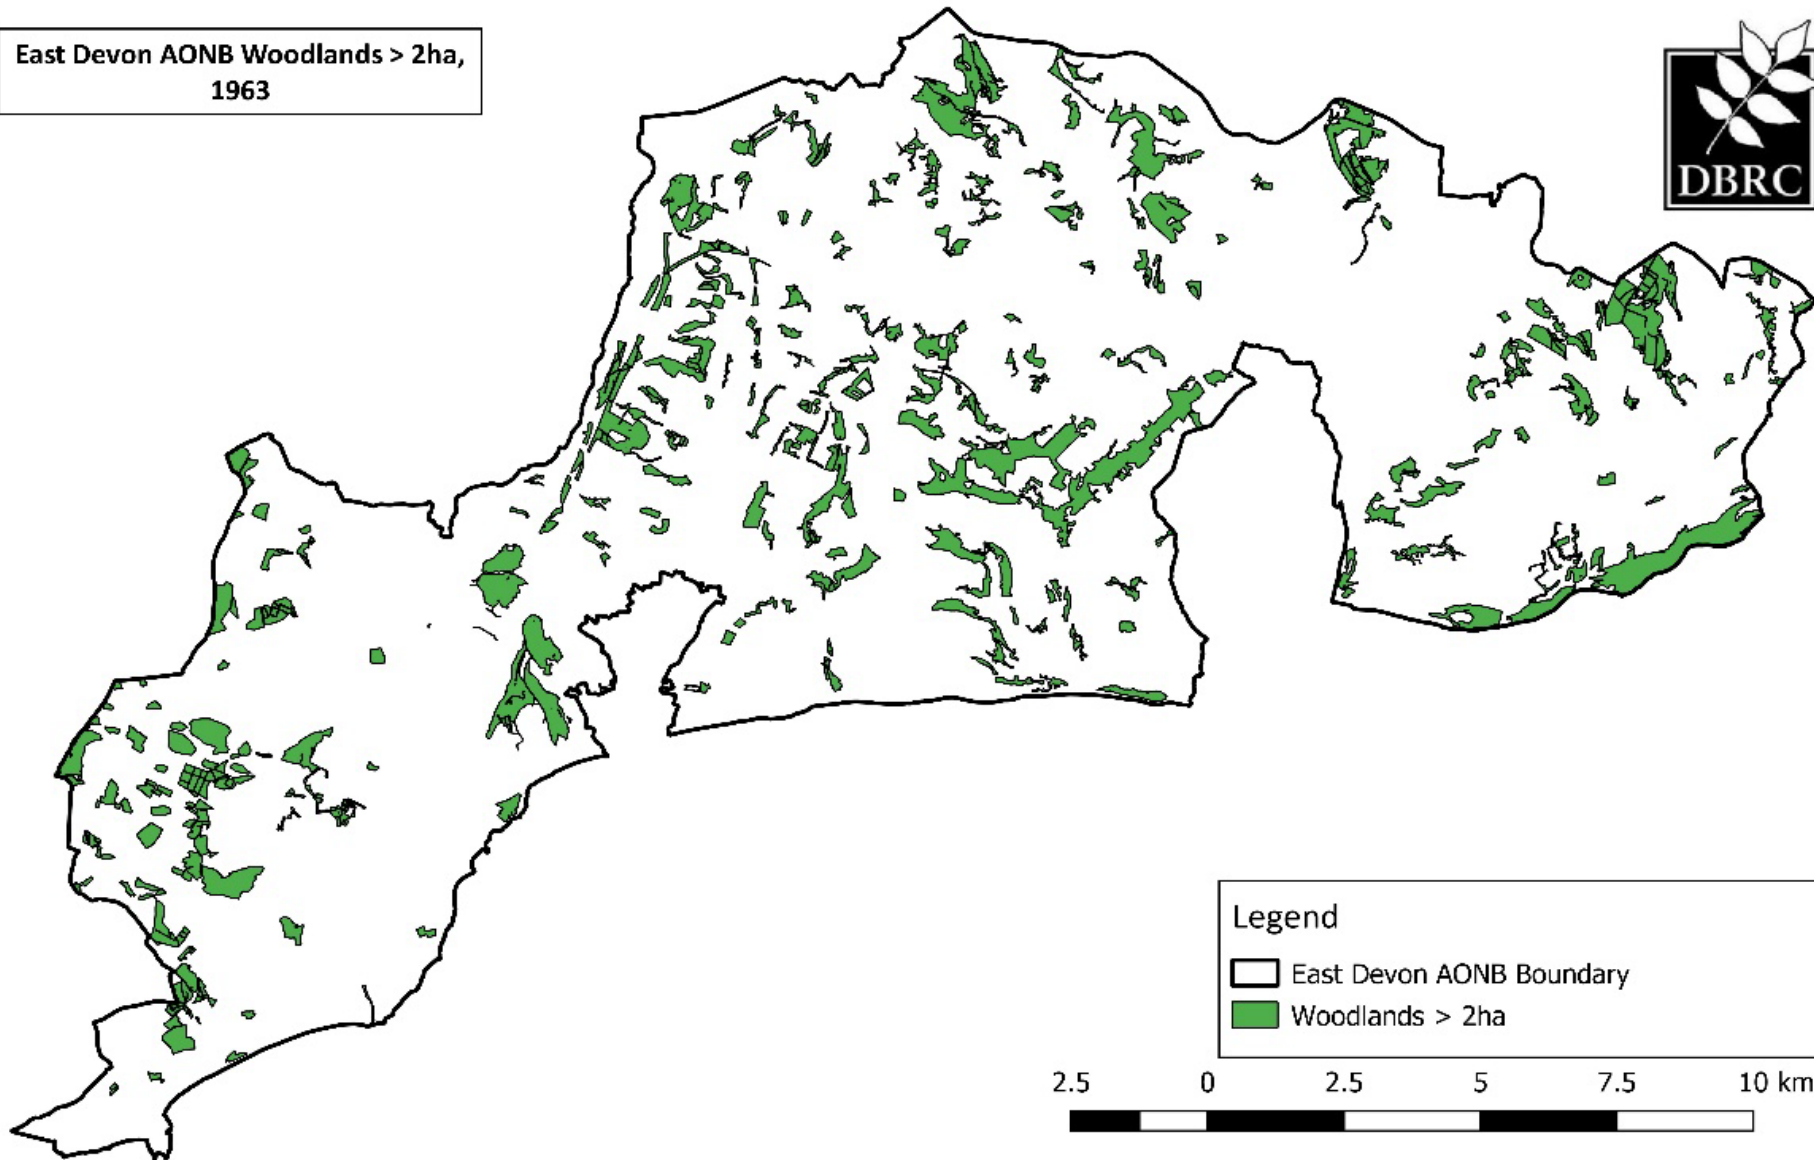 East Devon AONB Woodlands > 2ha,
1963
DBRC
Legend
East Devon AONB Boundary
Woodlands > 2ha
2.5 0 2.5 5 7.5 10 km